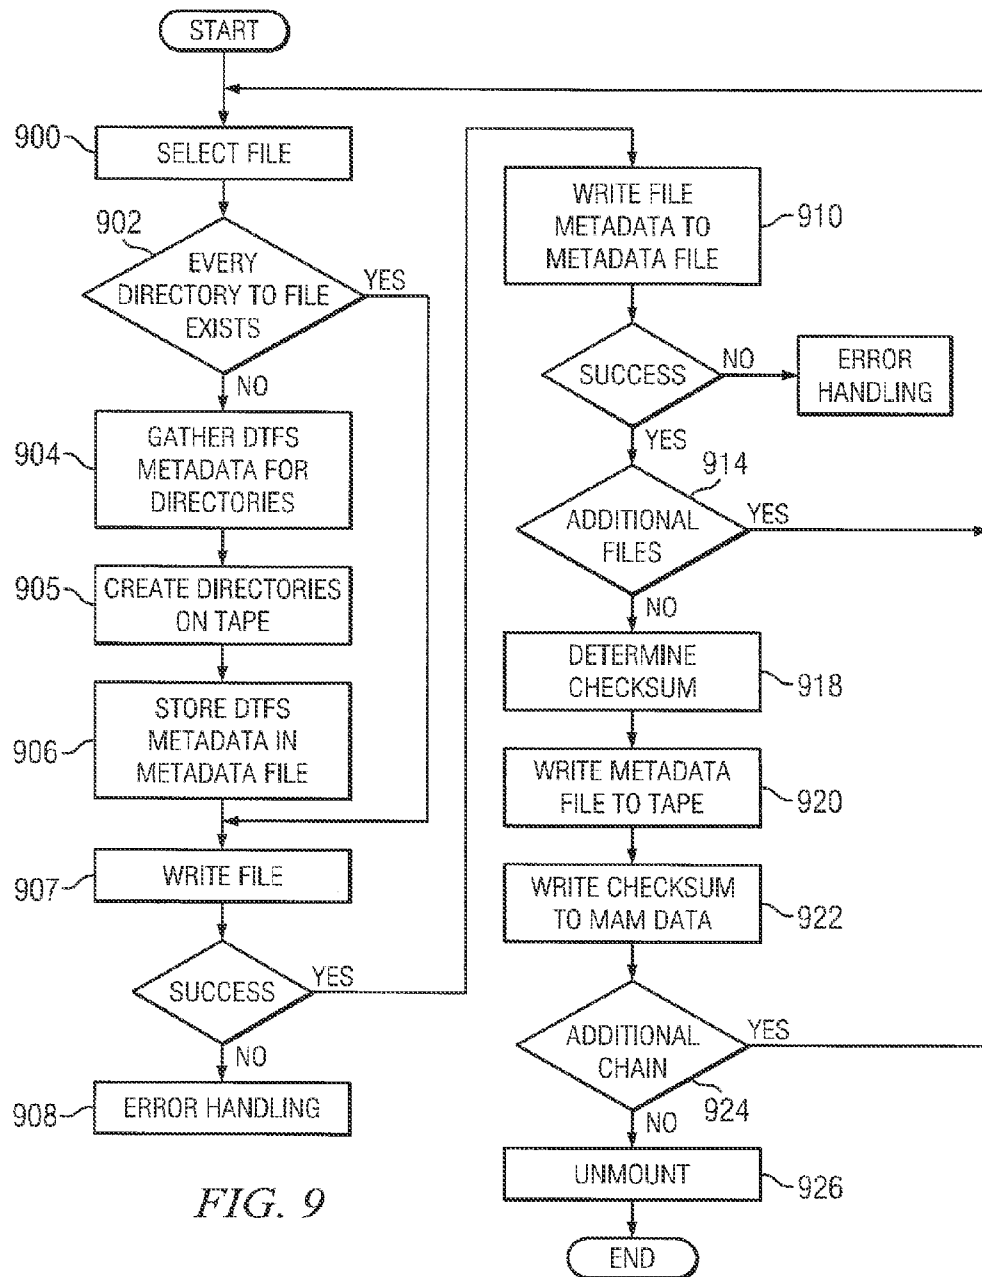 START
900
SELECT FILE
902
EVERY
DIRECTORY TO FILE
EXISTS
YES
NO
904
GATHER DTFS
METADATA FOR
DIRECTORIES
905
CREATE DIRECTORIES
ON TAPE
906
STORE DTFS
METADATA IN
METADATA FILE
907
WRITE FILE
SUCCESS
YES
NO
908
ERROR HANDLING
WRITE FILE
METADATA TO
METADATA FILE
910
SUCCESS
NO
ERROR
HANDLING
YES
914
ADDITIONAL
FILES
YES
NO
DETERMINE
CHECKSUM
918
WRITE METADATA
FILE TO TAPE
920
WRITE CHECKSUM
TO MAM DATA
922
ADDITIONAL
CHAIN
YES
924
NO
UNMOUNT
926
END
FIG. 9